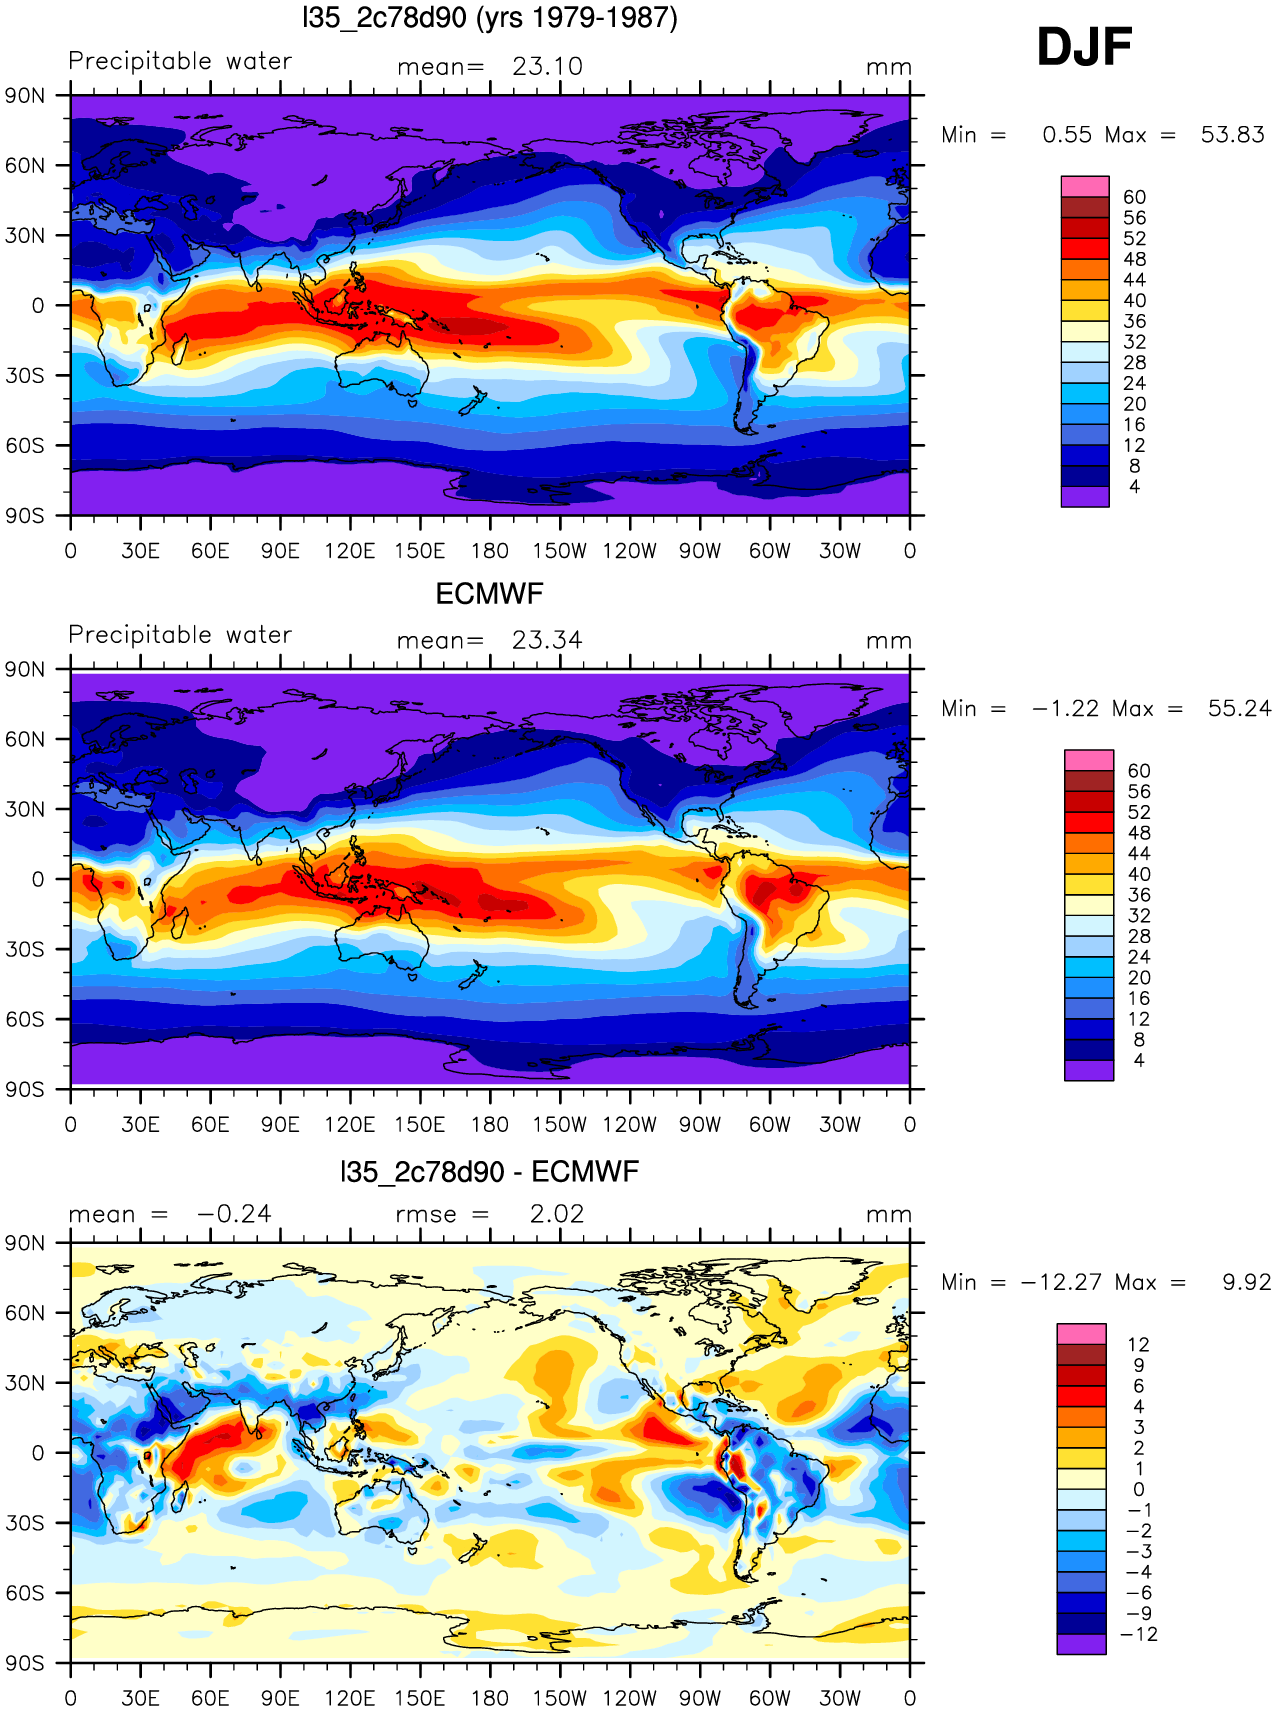 l35_2c78d90 (yrs 1979-1987)
DJF
Precipitable water mean= 23.10 mm
Min = 0.55 Max = 53.83
90N
60N
30N
0
30S
60S
90S
0 30E 60E 90E 120E 150E 180 150W 120W 90W 60W 30W 0
60
56
52
48
44
40
36
32
28
24
20
16
12
8
4
ECMWF
Precipitable water mean= 23.34 mm
Min = −1.22 Max = 55.24
90N
60N
30N
0
30S
60S
90S
0 30E 60E 90E 120E 150E 180 150W 120W 90W 60W 30W 0
60
56
52
48
44
40
36
32
28
24
20
16
12
8
4
l35_2c78d90 - ECMWF
mean = −0.24 rmse = 2.02 mm
Min = −12.27 Max = 9.92
90N
60N
30N
0
30S
60S
90S
0 30E 60E 90E 120E 150E 180 150W 120W 90W 60W 30W 0
12
9
6
4
3
2
1
0
−1
−2
−3
−4
−6
−9
−12